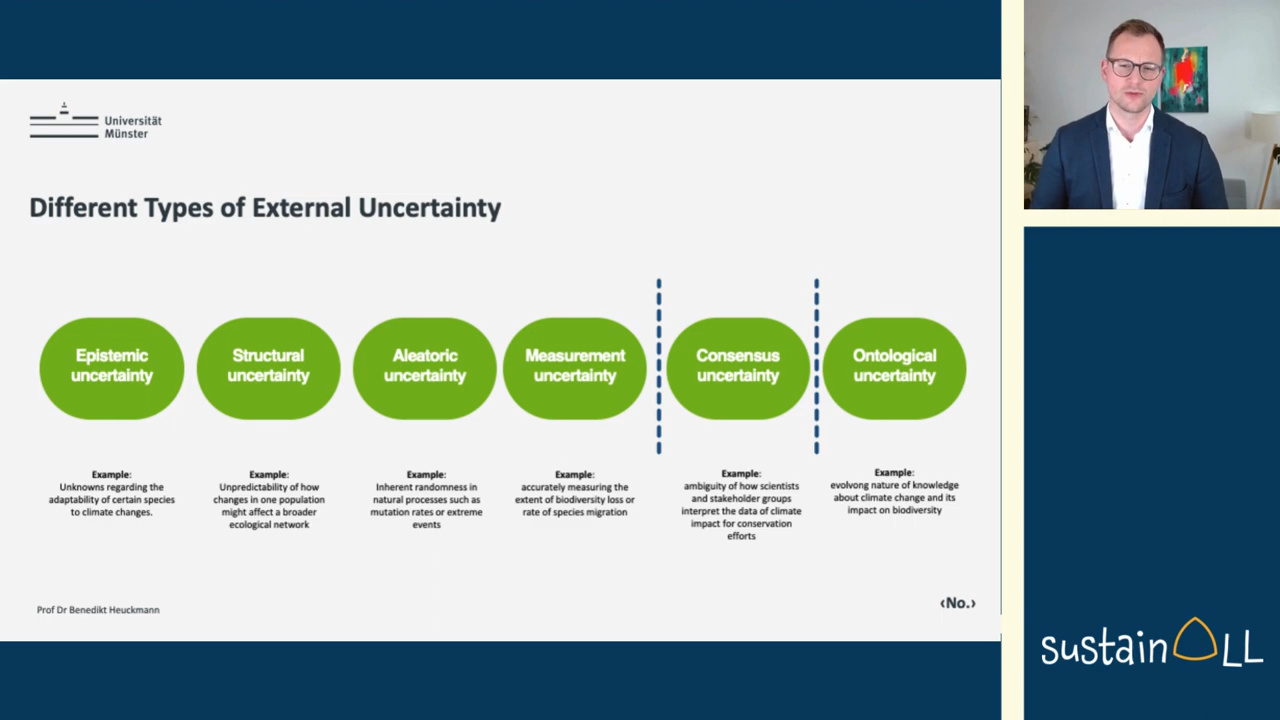 Universität
Münster
Different Types of External Uncertainty
Epistemic
uncertainty
Structural
uncertainty
Aleatoric
uncertainty
Measurement
uncertainty
Consensus
uncertainty
Ontological
uncertainty
Example:
Unknowns regarding the
adaptability of certain species
to climate changes.
Example:
Unpredictability of how
changes in one population
might affect a broader
ecological network
Example:
Inherent randomness in
natural processes such as
mutation rates or extreme
events
Example:
accurately measuring the
extent of biodiversity loss or
rate of species migration
Example:
ambiguity of how scientists
and stakeholder groups
interpret the data of climate
impact for conservation
efforts
Example:
evolvong nature of knowledge
about climate change and its
impact on biodiversity
Prof Dr Benedikt Heuckmann
‹No.›
sustainALL